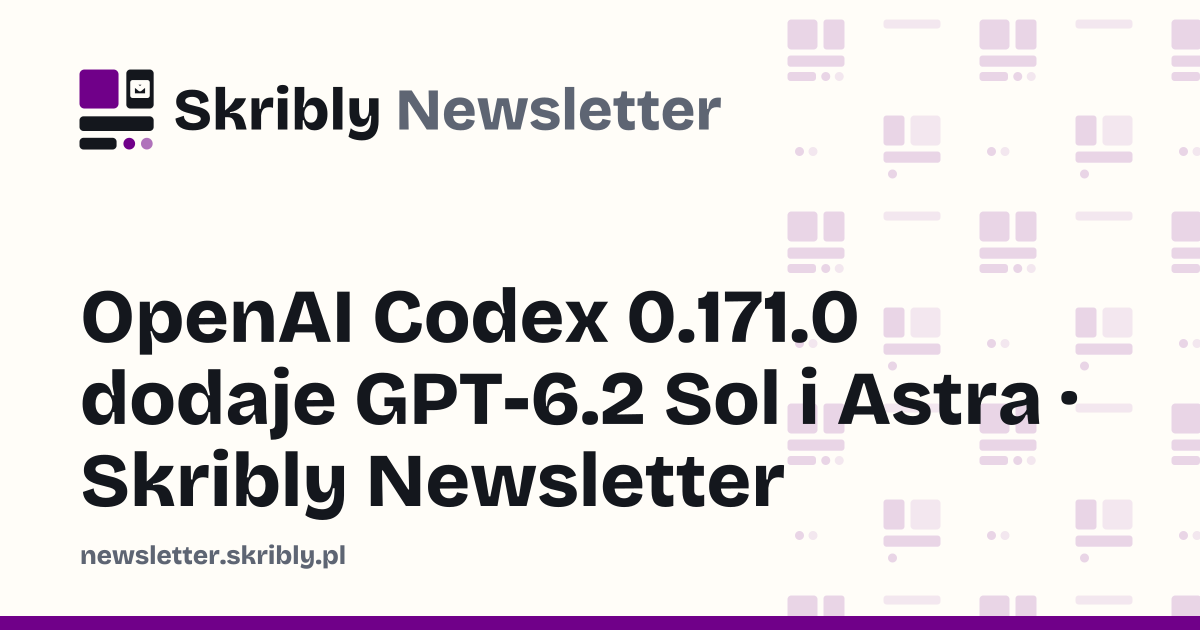 Skribly Newsletter
OpenAI Codex 0.171.0
dodaje GPT-6.2 Sol i Astra ·
Skribly Newsletter
newsletter.skribly.pl